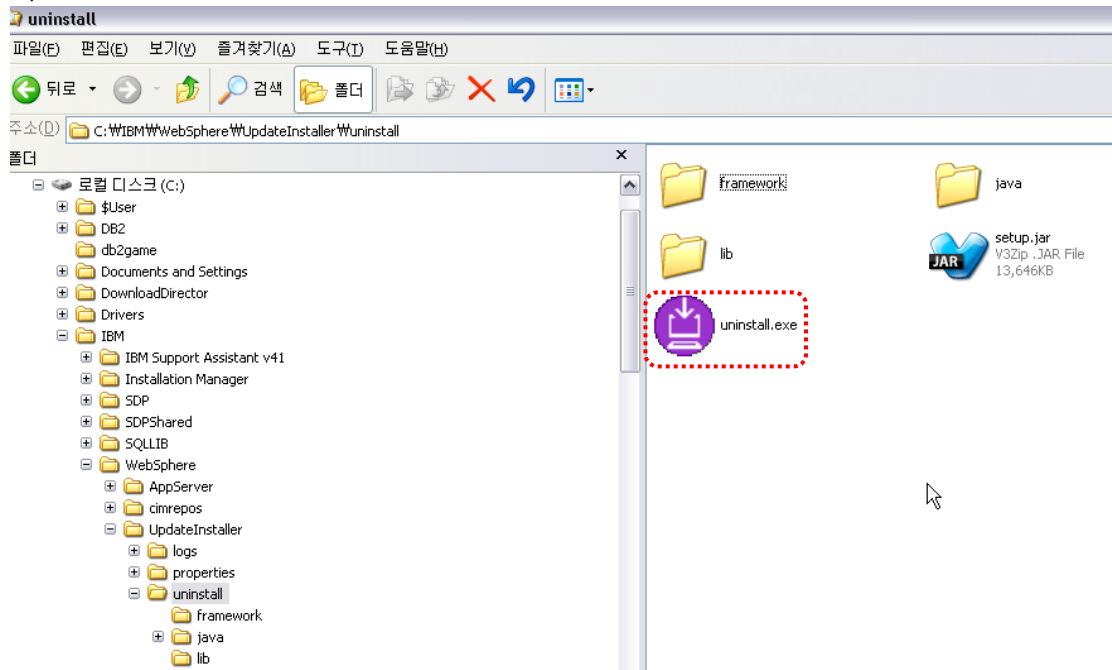 uninstall
파일(F) 편집(E) 보기(V) 즐겨찾기(A) 도구(T) 도움말(H)
뒤로 검색 폴더
주소(D) C:₩IBM₩WebSphere₩UpdateInstaller₩uninstall
폴더
로컬 디스크 (C:)
$User
DB2
db2game
Documents and Settings
DownloadDirector
Drivers
IBM
IBM Support Assistant v41
Installation Manager
SDP
SDPShared
SQLLIB
WebSphere
AppServer
cimrepos
UpdateInstaller
logs
properties
uninstall
framework
java
lib
framework
java
lib
JAR
setup.jar
V3Zip .JAR File
13,646KB
uninstall.exe